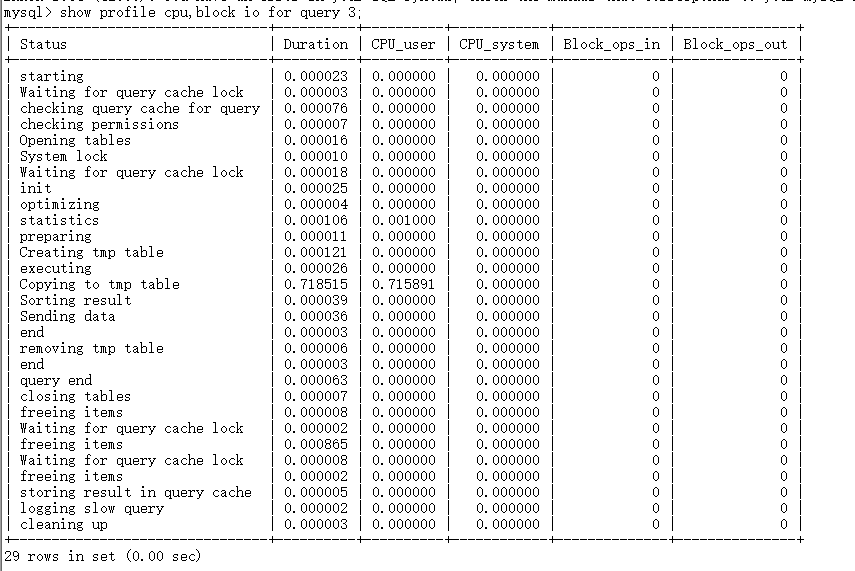 mysql> show profile cpu,block io for query 3;
| Status | Duration | CPU_user | CPU_system | Block_ops_in | Block_ops_out |
| starting | 0.000023 | 0.000000 | 0.000000 | 0 | 0 |
| Waiting for query cache lock | 0.000003 | 0.000000 | 0.000000 | 0 | 0 |
| checking query cache for query | 0.000076 | 0.000000 | 0.000000 | 0 | 0 |
| checking permissions | 0.000007 | 0.000000 | 0.000000 | 0 | 0 |
| Opening tables | 0.000016 | 0.000000 | 0.000000 | 0 | 0 |
| System lock | 0.000010 | 0.000000 | 0.000000 | 0 | 0 |
| Waiting for query cache lock | 0.000018 | 0.000000 | 0.000000 | 0 | 0 |
| init | 0.000025 | 0.000000 | 0.000000 | 0 | 0 |
| optimizing | 0.000004 | 0.000000 | 0.000000 | 0 | 0 |
| statistics | 0.000106 | 0.001000 | 0.000000 | 0 | 0 |
| preparing | 0.000011 | 0.000000 | 0.000000 | 0 | 0 |
| Creating tmp table | 0.000121 | 0.000000 | 0.000000 | 0 | 0 |
| executing | 0.000026 | 0.000000 | 0.000000 | 0 | 0 |
| Copying to tmp table | 0.718515 | 0.715891 | 0.000000 | 0 | 0 |
| Sorting result | 0.000039 | 0.000000 | 0.000000 | 0 | 0 |
| Sending data | 0.000036 | 0.000000 | 0.000000 | 0 | 0 |
| end | 0.000003 | 0.000000 | 0.000000 | 0 | 0 |
| removing tmp table | 0.000006 | 0.000000 | 0.000000 | 0 | 0 |
| end | 0.000003 | 0.000000 | 0.000000 | 0 | 0 |
| query end | 0.000063 | 0.000000 | 0.000000 | 0 | 0 |
| closing tables | 0.000007 | 0.000000 | 0.000000 | 0 | 0 |
| freeing items | 0.000008 | 0.000000 | 0.000000 | 0 | 0 |
| Waiting for query cache lock | 0.000002 | 0.000000 | 0.000000 | 0 | 0 |
| freeing items | 0.000865 | 0.000000 | 0.000000 | 0 | 0 |
| Waiting for query cache lock | 0.000008 | 0.000000 | 0.000000 | 0 | 0 |
| freeing items | 0.000002 | 0.000000 | 0.000000 | 0 | 0 |
| storing result in query cache | 0.000005 | 0.000000 | 0.000000 | 0 | 0 |
| logging slow query | 0.000002 | 0.000000 | 0.000000 | 0 | 0 |
| cleaning up | 0.000003 | 0.000000 | 0.000000 | 0 | 0 |
29 rows in set (0.00 sec)